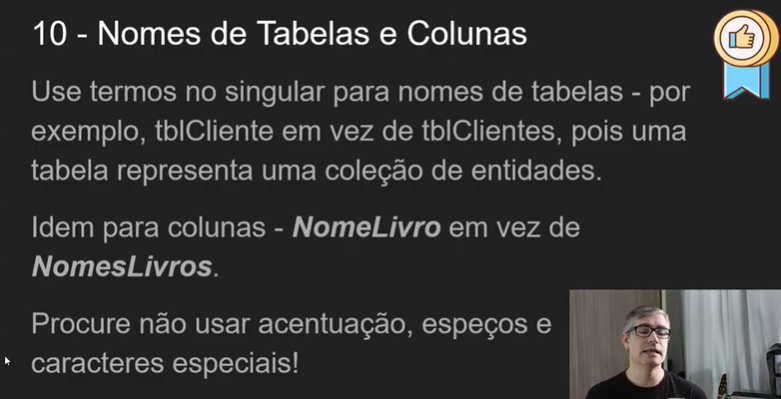 10 - Nomes de Tabelas e Colunas
Use termos no singular para nomes de tabelas - por
exemplo, tblCliente em vez de tblClientes, pois uma
tabela representa uma coleção de entidades.
Idem para colunas - NomeLivro em vez de
NomesLivros.
Procure não usar acentuação, espeços e
caracteres especiais!